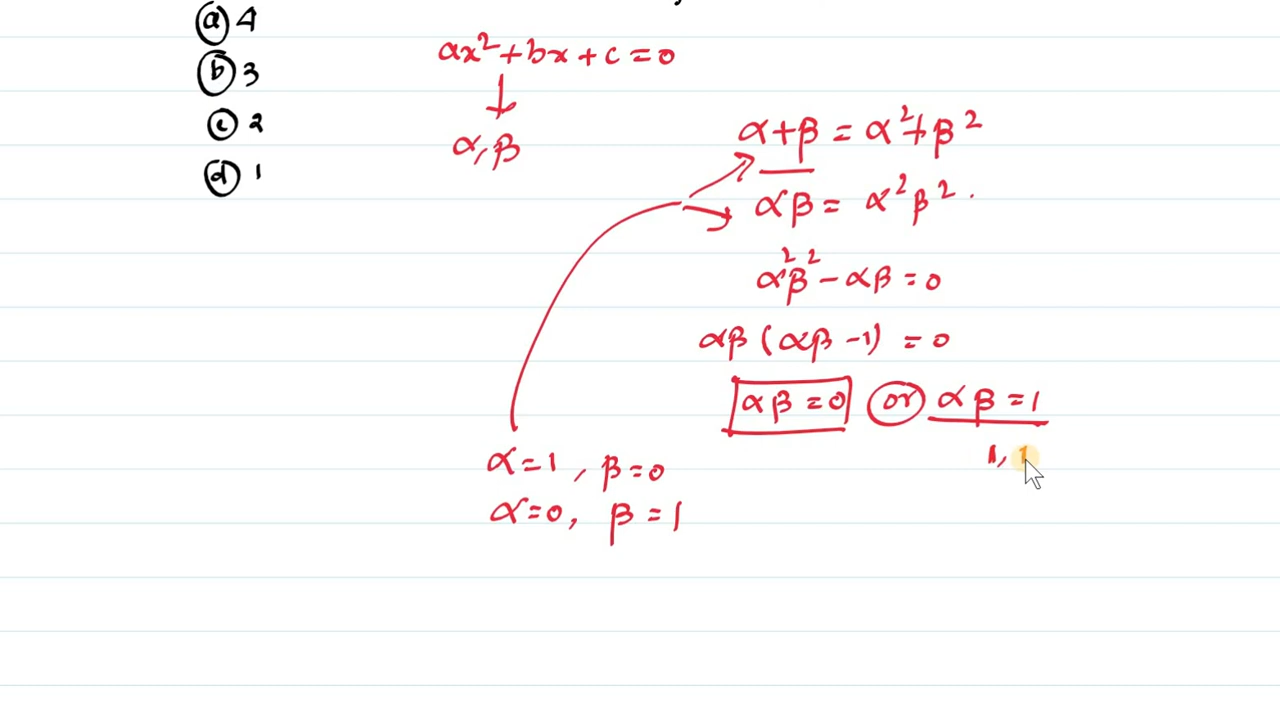 ⓐ 4
ⓑ 3
ⓒ 2
ⓓ 1
ax²+bx+c=0
α,β
α+β = α²+β²
αβ = α²β².
α²β²-αβ=0
αβ(αβ-1) = 0
αβ=0 or αβ=1
1, 1
α=1, β=0
α=0, β=1